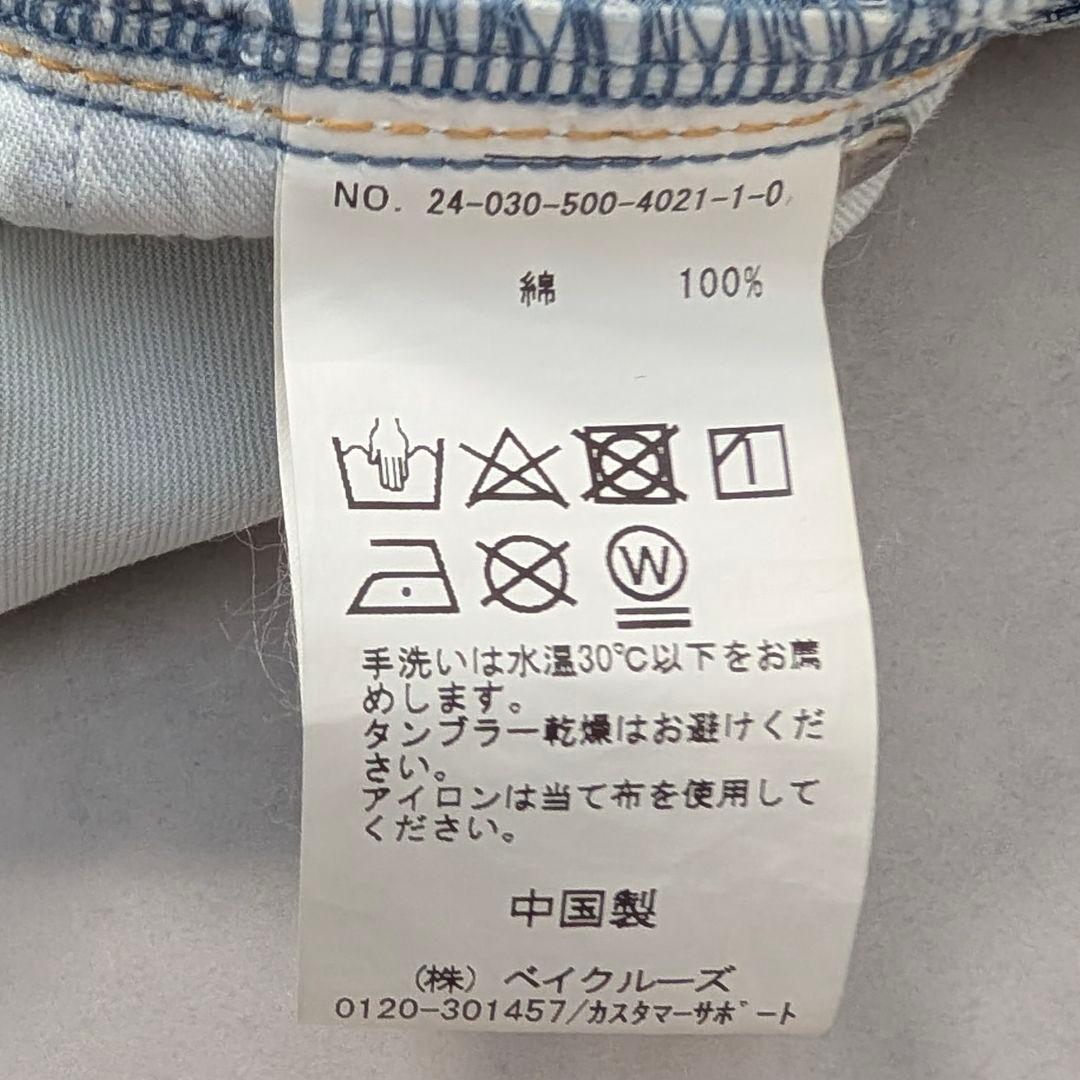 NO. 24-030-500-4021-1-0
綿 100%
W
手洗いは水温30℃以下をお薦
めします。
タンブラー乾燥はお避けくだ
さい。
アイロンは当て布を使用して
ください。
中国製
(株) ベイクルーズ
0120-301457/カスタマーサポート